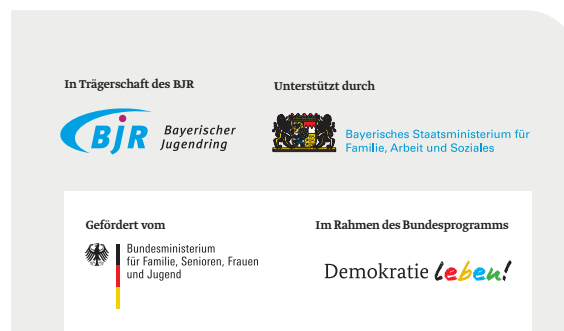 In Trägerschaft des BJR
Unterstützt durch
BJR
Bayerischer
Jugendring
Bayerisches Staatsministerium für
Familie, Arbeit und Soziales
Gefördert vom
Im Rahmen des Bundesprogramms
Bundesministerium
für Familie, Senioren, Frauen
und Jugend
Demokratie Leben!